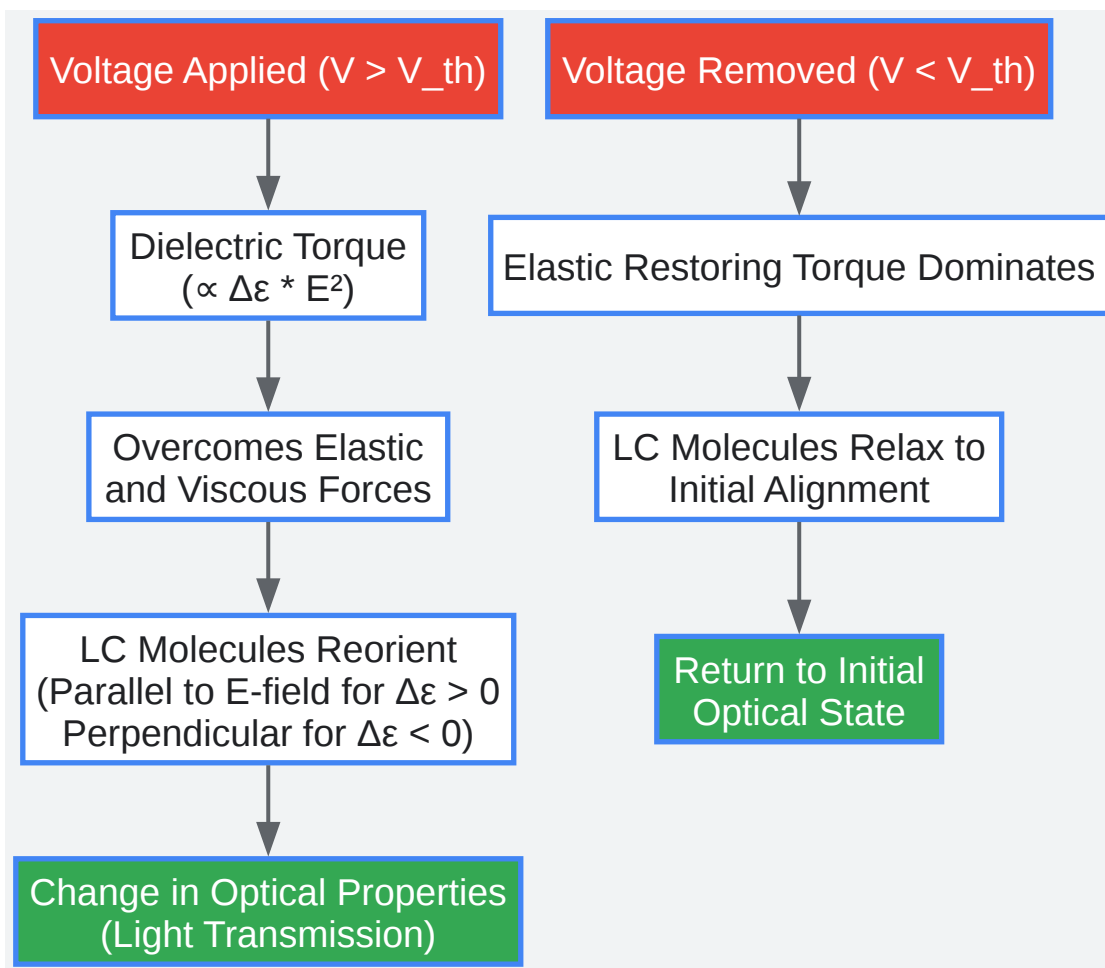 Voltage Applied (V > V_th)
Dielectric Torque
(∝ Δε * E²)
Overcomes Elastic
and Viscous Forces
LC Molecules Reorient
(Parallel to E-field for Δε > 0
Perpendicular for Δε < 0)
Change in Optical Properties
(Light Transmission)
Voltage Removed (V < V_th)
Elastic Restoring Torque Dominates
LC Molecules Relax to
Initial Alignment
Return to Initial
Optical State